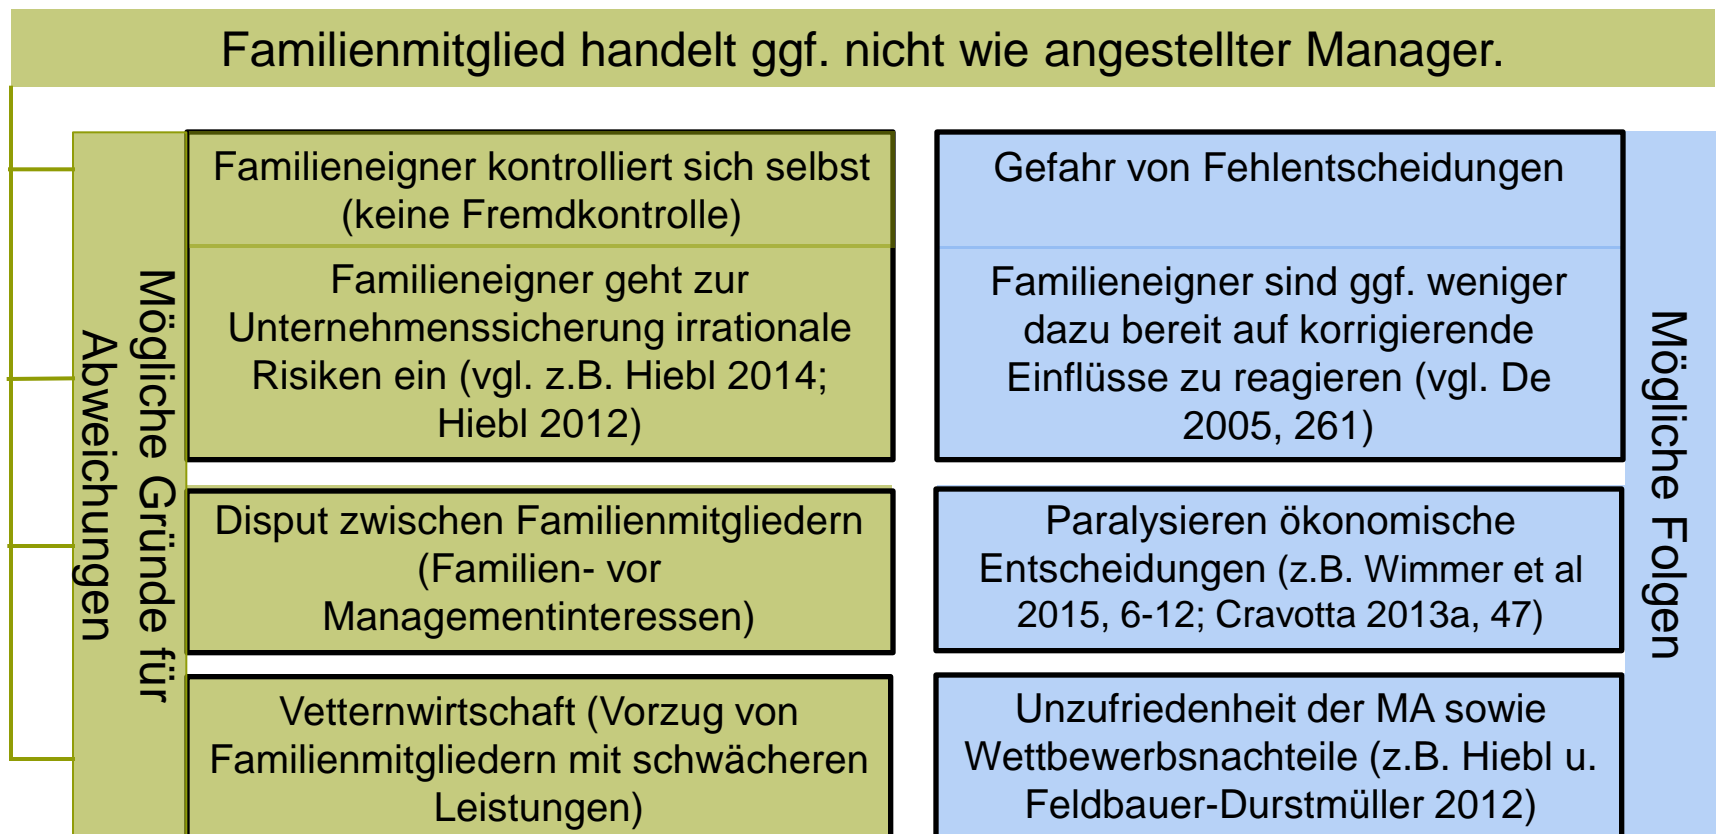 Familienmitglied handelt ggf. nicht wie angestellter Manager.
Mögliche Gründe für
Abweichungen
Familieneigner kontrolliert sich selbst
(keine Fremdkontrolle)
Familieneigner geht zur
Unternehmenssicherung irrationale
Risiken ein (vgl. z.B. Hiebl 2014;
Hiebl 2012)
Disput zwischen Familienmitgliedern
(Familien- vor
Managementinteressen)
Vetternwirtschaft (Vorzug von
Familienmitgliedern mit schwächeren
Leistungen)
Gefahr von Fehlentscheidungen
Familieneigner sind ggf. weniger
dazu bereit auf korrigierende
Einflüsse zu reagieren (vgl. De
2005, 261)
Paralysieren ökonomische
Entscheidungen (z.B. Wimmer et al
2015, 6-12; Cravotta 2013a, 47)
Unzufriedenheit der MA sowie
Wettbewerbsnachteile (z.B. Hiebl u.
Feldbauer-Durstmüller 2012)
Mögliche Folgen